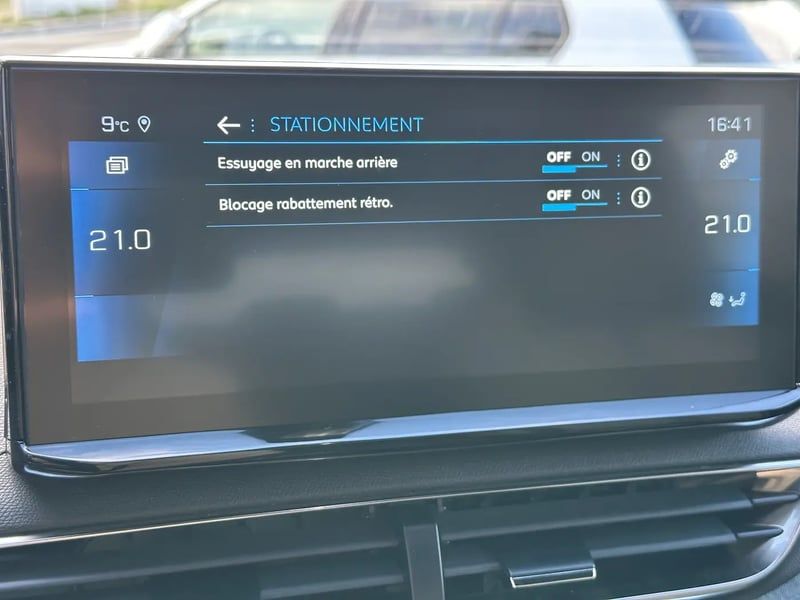 9°C
STATIONNEMENT
16:41
Essuyage en marche arrière OFF ON
Blocage rabattement rétro. OFF ON
21.0
21.0